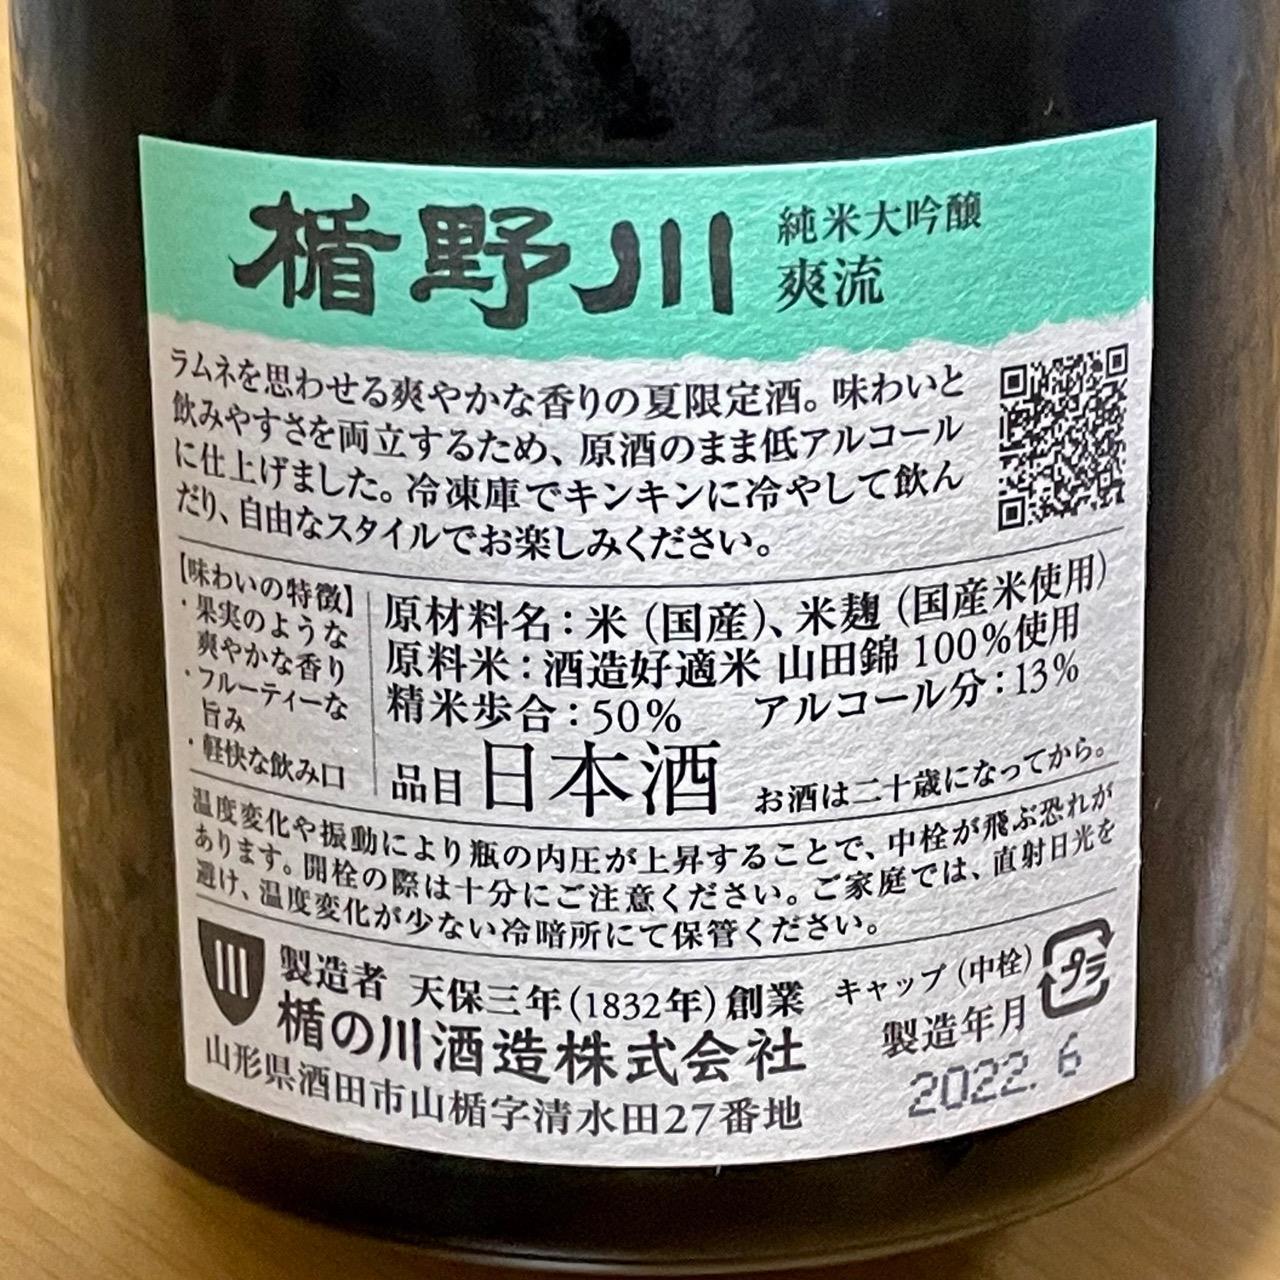 楯野川 純米大吟醸
爽流
ラムネを思わせる爽やかな香りの夏限定酒。味わいと
飲みやすさを両立するため、原酒のまま低アルコール
に仕上げました。冷凍庫でキンキンに冷やして飲ん
だり、自由なスタイルでお楽しみください。
【味わいの特徴】
・果実のような
爽やかな香り
・フルーティーな
旨み
・軽快な飲み口
原材料名：米（国産）、米麹（国産米使用）
原料米：酒造好適米 山田錦100%使用
精米歩合：50% アルコール分：13%
品目 日本酒 お酒は二十歳になってから。
温度変化や振動により瓶の内圧が上昇することで、中栓が飛ぶ恐れが
あります。開栓の際は十分にご注意ください。ご家庭では、直射日光を
避け、温度変化が少ない冷暗所にて保管ください。
製造者 天保三年（1832年）創業
楯の川酒造株式会社
山形県酒田市山楯字清水田27番地
キャップ（中栓） プラ
製造年月
2022. 6